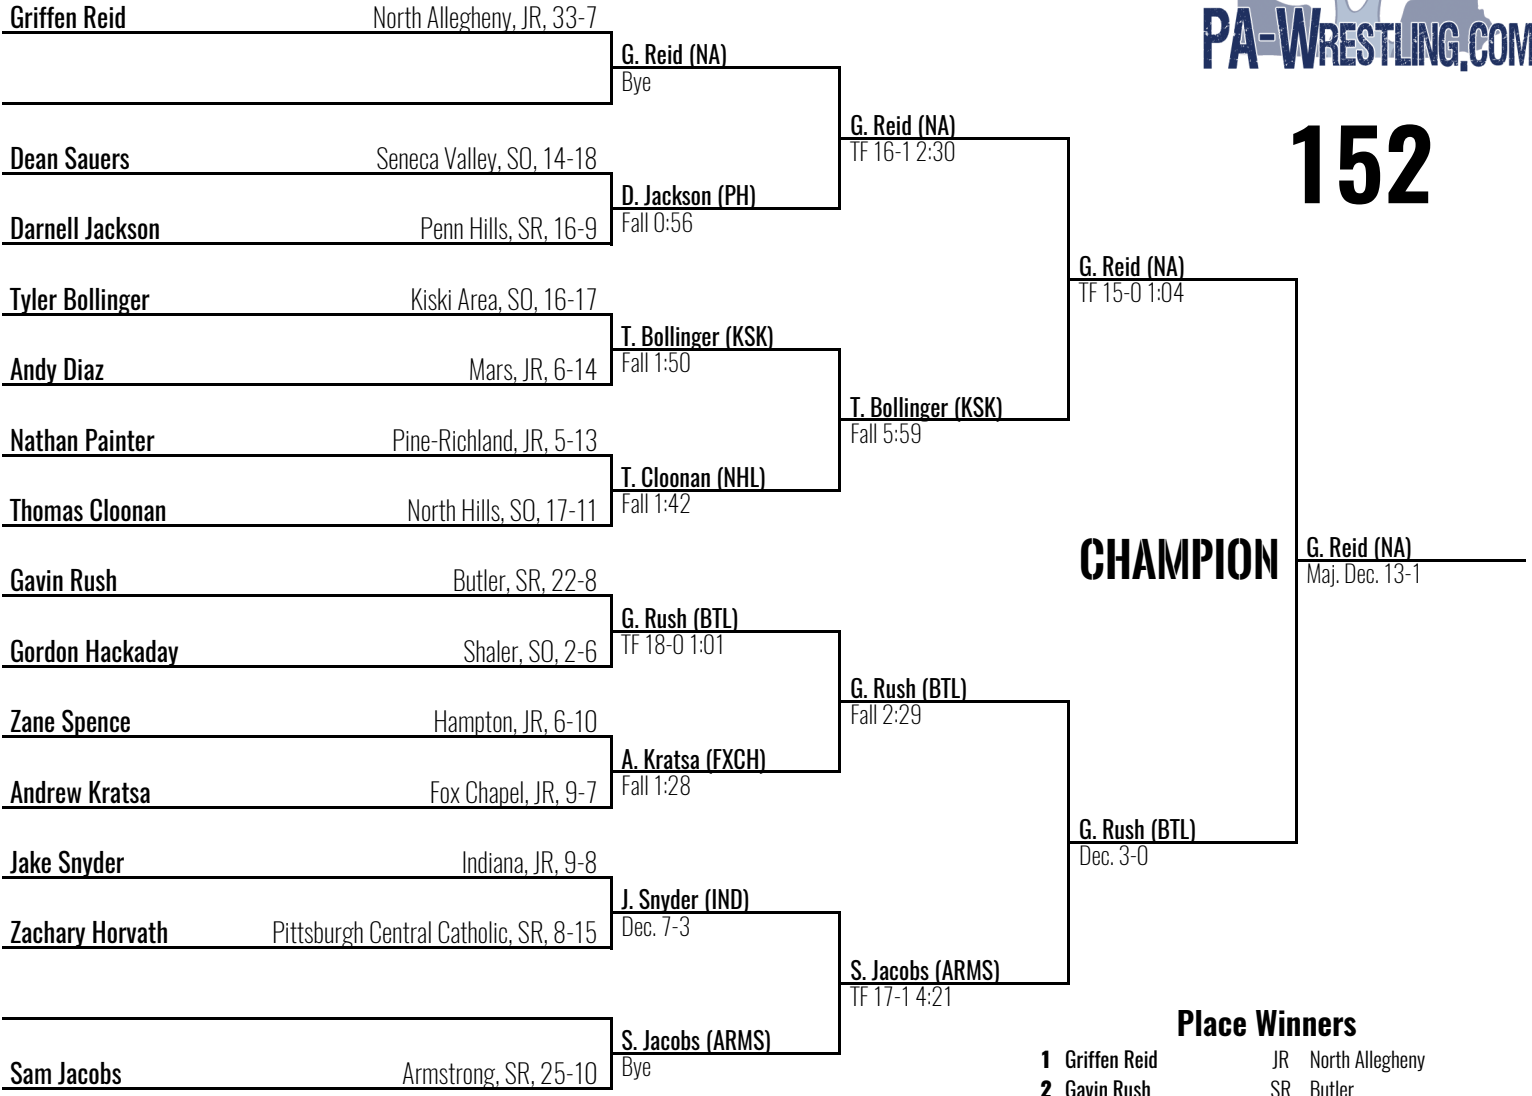 PA-WRESTLING.COM
152
Griffen Reid North Allegheny, JR, 33-7
Dean Sauers Seneca Valley, SO, 14-18
Darnell Jackson Penn Hills, SR, 16-9
Tyler Bollinger Kiski Area, SO, 16-17
Andy Diaz Mars, JR, 6-14
Nathan Painter Pine-Richland, JR, 5-13
Thomas Cloonan North Hills, SO, 17-11
Gavin Rush Butler, SR, 22-8
Gordon Hackaday Shaler, SO, 2-6
Zane Spence Hampton, JR, 6-10
Andrew Kratsa Fox Chapel, JR, 9-7
Jake Snyder Indiana, JR, 9-8
Zachary Horvath Pittsburgh Central Catholic, SR, 8-15
Sam Jacobs Armstrong, SR, 25-10
G. Reid (NA)
Bye
D. Jackson (PH)
Fall 0:56
T. Bollinger (KSK)
Fall 1:50
T. Cloonan (NHL)
Fall 1:42
G. Rush (BTL)
TF 18-0 1:01
A. Kratsa (FXCH)
Fall 1:28
J. Snyder (IND)
Dec. 7-3
S. Jacobs (ARMS)
Bye
G. Reid (NA)
TF 16-1 2:30
T. Bollinger (KSK)
Fall 5:59
G. Rush (BTL)
Fall 2:29
S. Jacobs (ARMS)
TF 17-1 4:21
G. Reid (NA)
TF 15-0 1:04
G. Rush (BTL)
Dec. 3-0
CHAMPION
G. Reid (NA)
Maj. Dec. 13-1
Place Winners
1 Griffen Reid JR North Allegheny
2 Gavin Rush SR Butler